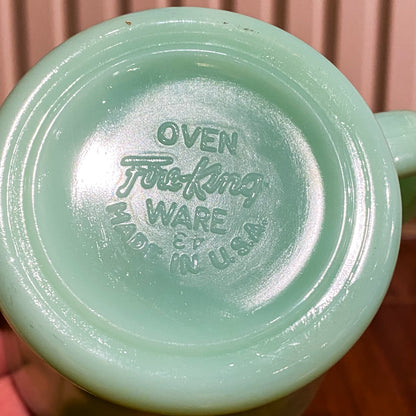 OVEN
Fire-King
WARE
MADE IN U.S.A.